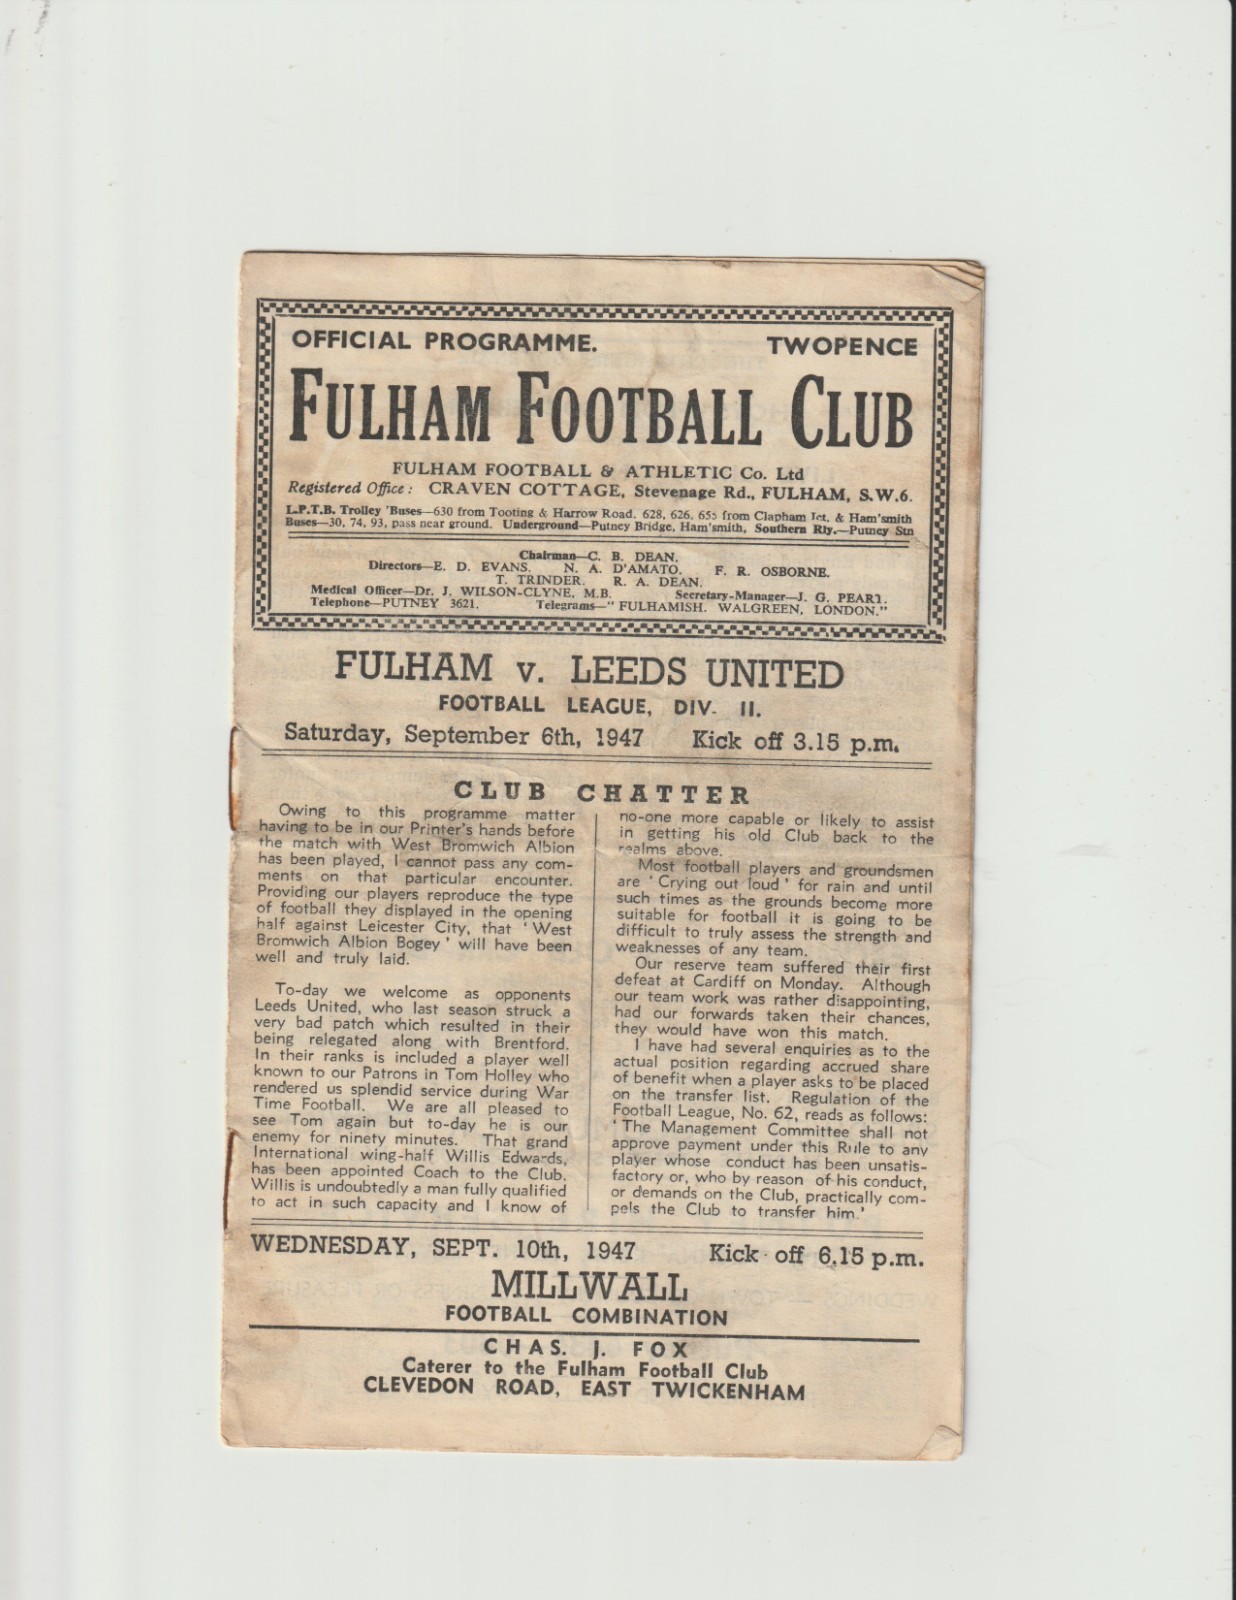 OFFICIAL PROGRAMME. TWOPENCE
FULHAM FOOTBALL CLUB
FULHAM FOOTBALL & ATHLETIC Co. Ltd
Registered Office: CRAVEN COTTAGE, Stevenage Rd., FULHAM, S.W.6.
L.P.T.B. Trolley 'Buses—630 from Tooting & Harrow Road, 628, 626, 655 from Clapham Jct. & Ham'smith
Buses—30, 74, 93, pass near ground. Underground—Putney Bridge, Ham'smith, Southern Rly.—Putney Stn
Chairman—C. B. DEAN.
Directors—E. D. EVANS. N. A. D'AMATO. F. R. OSBORNE.
T. TRINDER. R. A. DEAN.
Medical Officer—Dr. J. WILSON-CLYNE, M.B. Secretary-Manager—J. G. PEART.
Telephone—PUTNEY 3621. Telegrams—" FULHAMISH. WALGREEN, LONDON."
FULHAM v. LEEDS UNITED
FOOTBALL LEAGUE, DIV. II.
Saturday, September 6th, 1947 Kick off 3.15 p.m.
CLUB CHATTER
Owing to this programme matter
having to be in our Printer's hands before
the match with West Bromwich Albion
has been played, I cannot pass any com-
ments on that particular encounter.
Providing our players reproduce the type
of football they displayed in the opening
half against Leicester City, that ' West
Bromwich Albion Bogey ' will have been
well and truly laid.
To-day we welcome as opponents
Leeds United, who last season struck a
very bad patch which resulted in their
being relegated along with Brentford.
In their ranks is included a player well
known to our Patrons in Tom Holley who
rendered us splendid service during War
Time Football. We are all pleased to
see Tom again but to-day he is our
enemy for ninety minutes. That grand
International wing-half Willis Edwards,
has been appointed Coach to the Club.
Willis is undoubtedly a man fully qualified
to act in such capacity and I know of
no-one more capable or likely to assist
in getting his old Club back to the
realms above.
Most football players and groundsmen
are ' Crying out loud ' for rain and until
such times as the grounds become more
suitable for football it is going to be
difficult to truly assess the strength and
weaknesses of any team.
Our reserve team suffered their first
defeat at Cardiff on Monday. Although
our team work was rather disappointing,
had our forwards taken their chances,
they would have won this match.
I have had several enquiries as to the
actual position regarding accrued share
of benefit when a player asks to be placed
on the transfer list. Regulation of the
Football League, No. 62, reads as follows:
' The Management Committee shall not
approve payment under this Rule to any
player whose conduct has been unsatis-
factory or, who by reason of his conduct,
or demands on the Club, practically com-
pels the Club to transfer him.'
WEDNESDAY, SEPT. 10th, 1947 Kick off 6.15 p.m.
MILLWALL
FOOTBALL COMBINATION
CHAS. J. FOX
Caterer to the Fulham Football Club
CLEVEDON ROAD, EAST TWICKENHAM